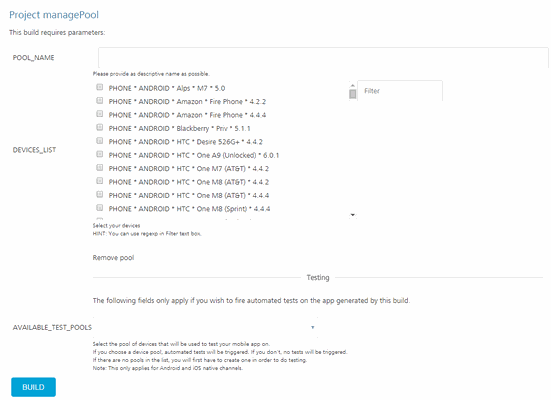 Project managePool
This build requires parameters:
POOL_NAME
Please provide as descriptive name as possible.
PHONE * ANDROID * Alps * M7 * 5.0
Filter
PHONE * ANDROID * Amazon * Fire Phone * 4.2.2
PHONE * ANDROID * Amazon * Fire Phone * 4.4.4
PHONE * ANDROID * Blackberry * Priv * 5.1.1
PHONE * ANDROID * HTC * Desire 526G+ * 4.4.2
DEVICES_LIST
PHONE * ANDROID * HTC * One A9 (Unlocked) * 6.0.1
PHONE * ANDROID * HTC * One M7 (AT&T) * 4.4.2
PHONE * ANDROID * HTC * One M8 (AT&T) * 4.4.2
PHONE * ANDROID * HTC * One M8 (AT&T) * 4.4.4
PHONE * ANDROID * HTC * One M8 (Sprint) * 4.4.4
Select your devices
HINT: You can use regexp in Filter text box.
Remove pool
Testing
The following fields only apply if you wish to fire automated tests on the app generated by this build.
AVAILABLE_TEST_POOLS
Select the pool of devices that will be used to test your mobile app on.
If you choose a device pool, automated tests will be triggered. If you don't, no tests will be triggered.
If there are no pools in the list, you will first have to create one in order to do testing.
Note: This only applies for Android and iOS native channels.
BUILD